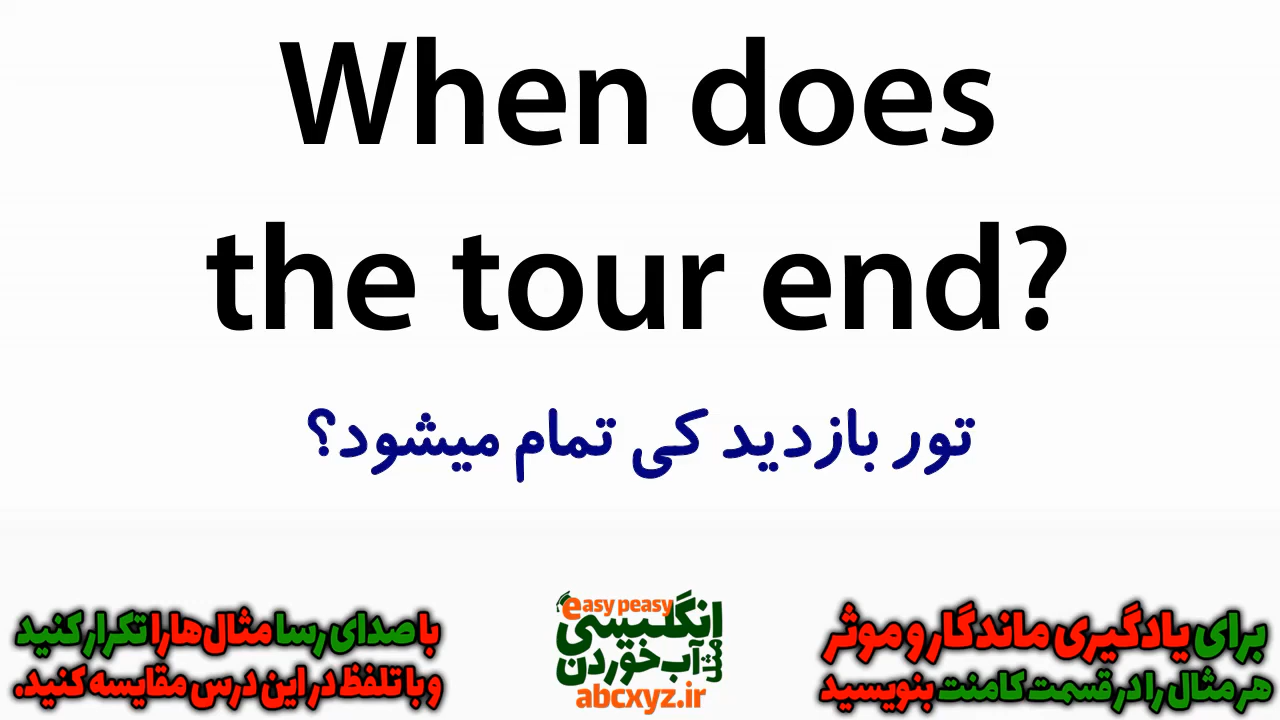 When does
the tour end?
تور بازدید کی تمام میشود؟
برای یادگیری ماندگار و موثر
هر مثال را در قسمت کامنت بنویسید
easy peasy
انگلیسی
مثل آب خوردن
abcxyz.ir
با صدای رسا مثال‌ها را تکرار کنید
و با تلفظ در این درس مقایسه کنید.